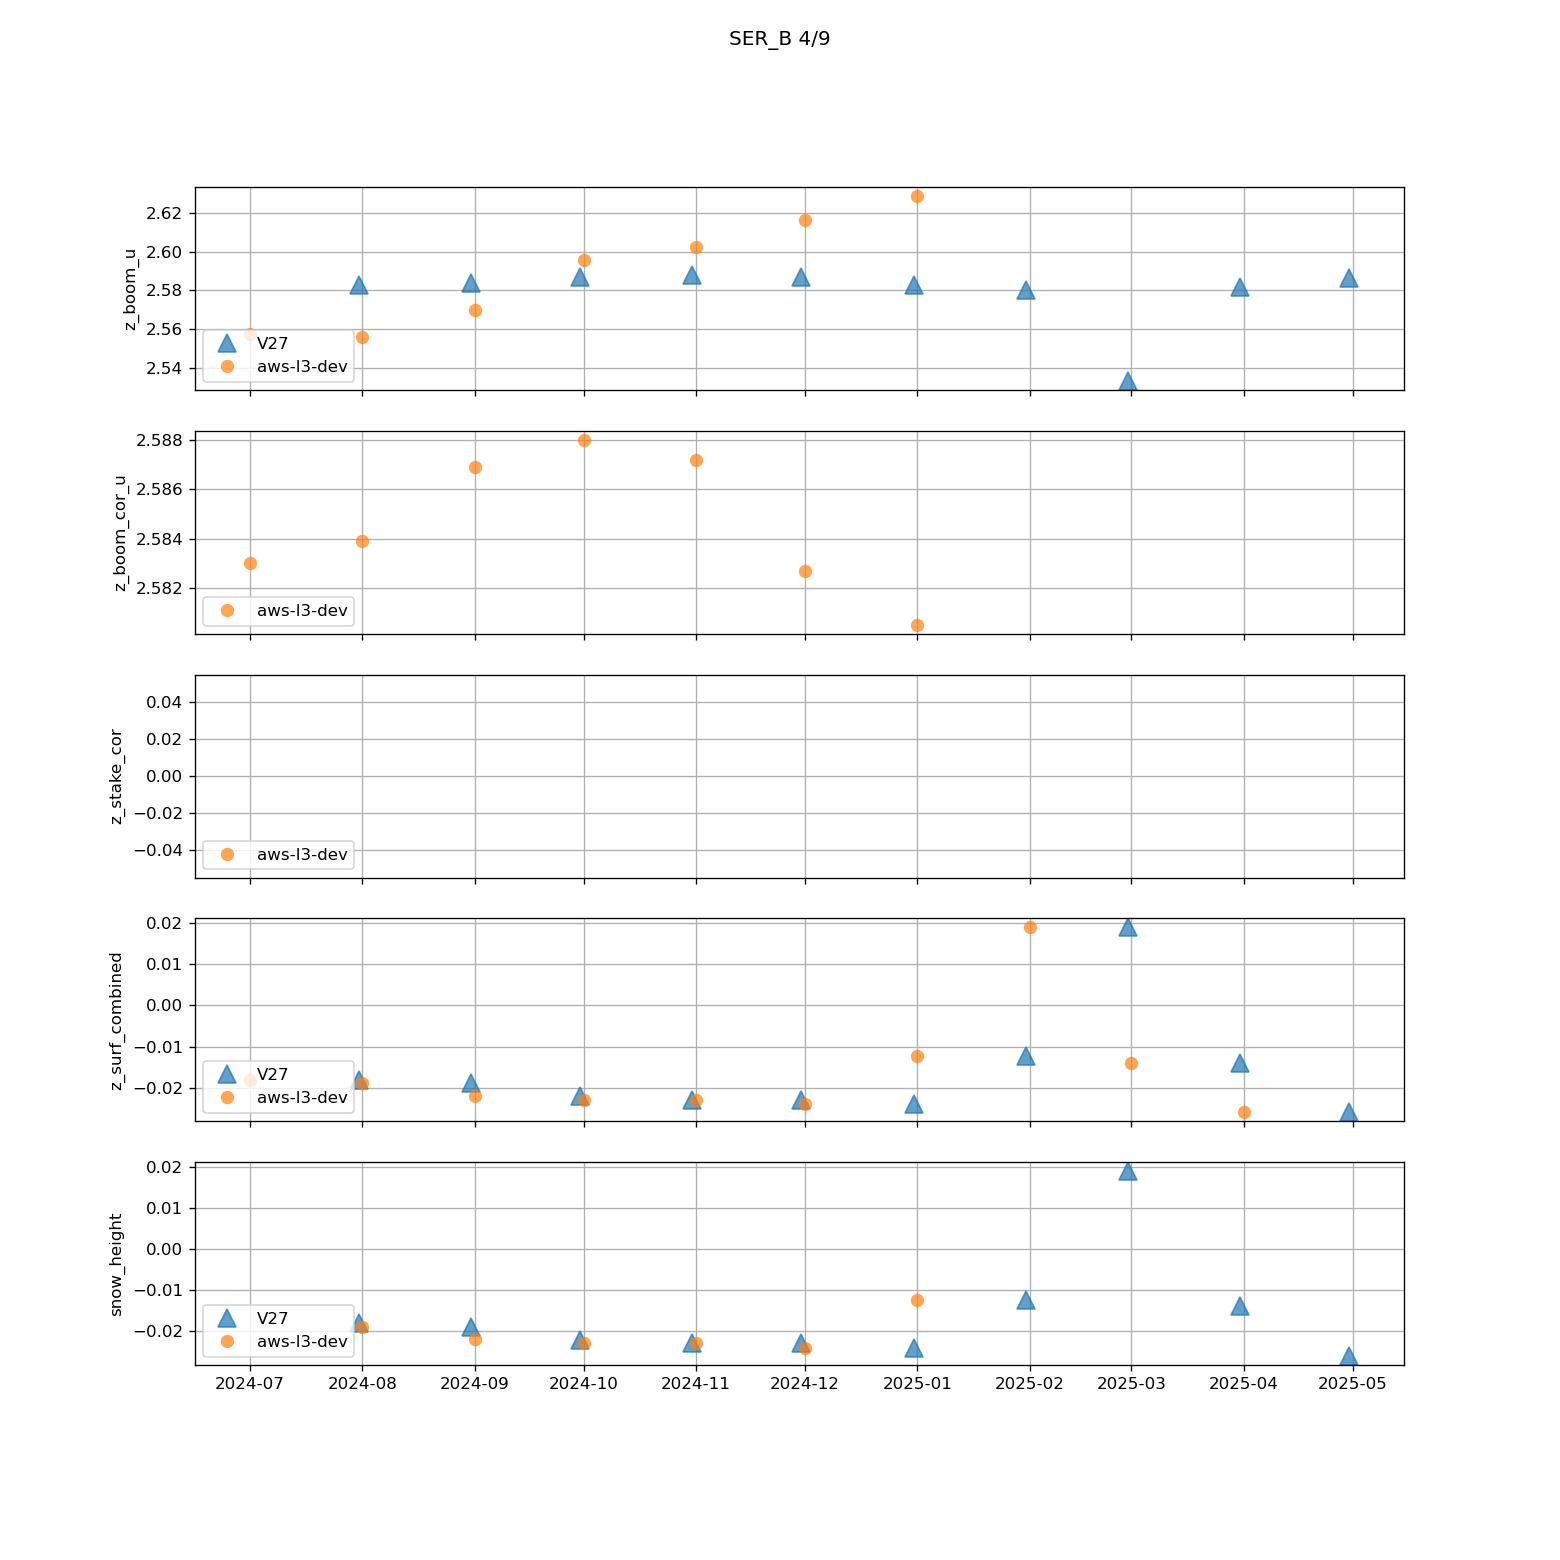 SER_B 4/9
2.62
2.60
2.58
2.56
2.54
z_boom_u
V27
aws-l3-dev
2.588
2.586
2.584
2.582
z_boom_cor_u
aws-l3-dev
0.04
0.02
0.00
−0.02
−0.04
z_stake_cor
aws-l3-dev
0.02
0.01
0.00
−0.01
−0.02
z_surf_combined
V27
aws-l3-dev
0.02
0.01
0.00
−0.01
−0.02
snow_height
V27
aws-l3-dev
2024-07 2024-08 2024-09 2024-10 2024-11 2024-12 2025-01 2025-02 2025-03 2025-04 2025-05